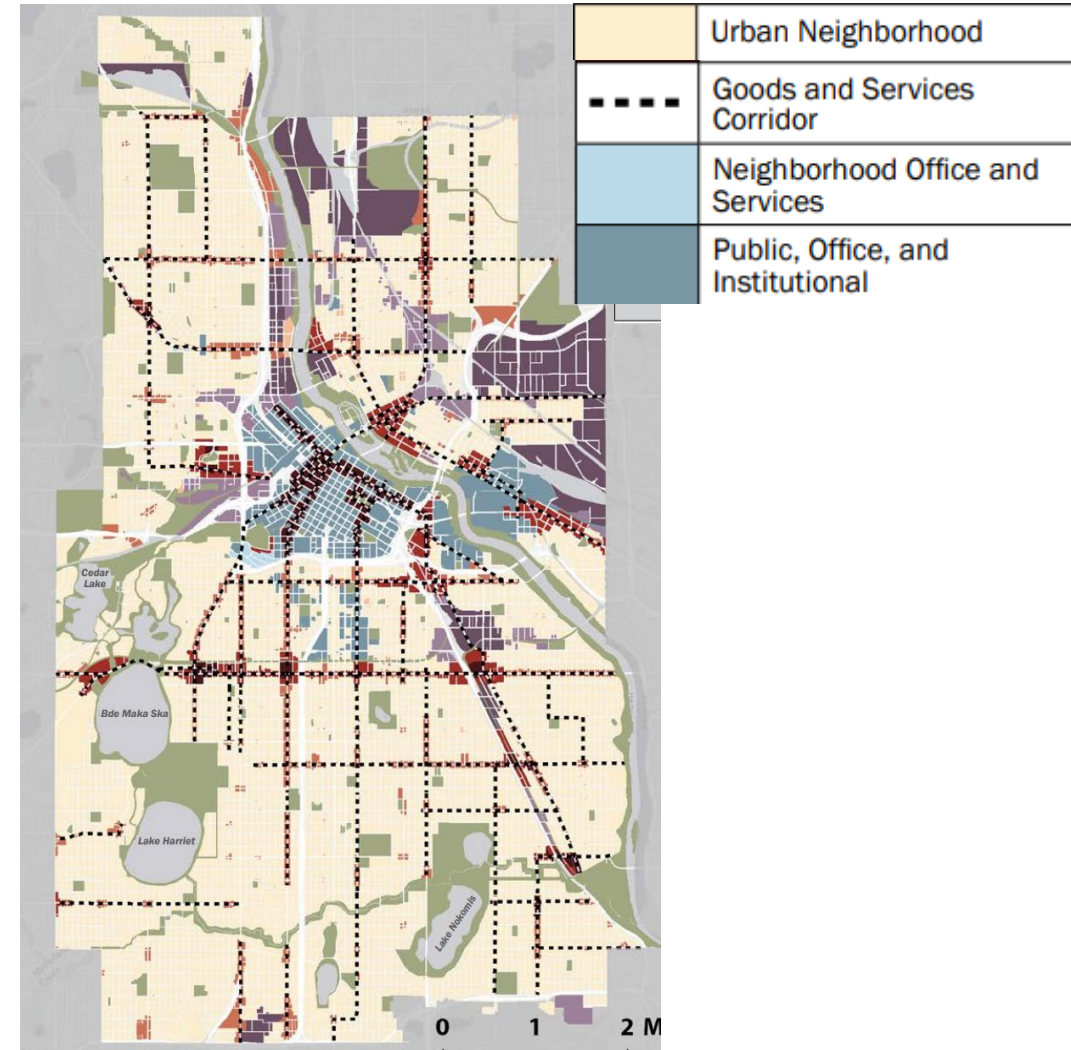 Urban Neighborhood
Goods and Services
Corridor
Neighborhood Office and
Services
Public, Office, and
Institutional
Cedar
Lake
Bde Maka Ska
Lake Harriet
Lake Nokomis
0 1 2 M